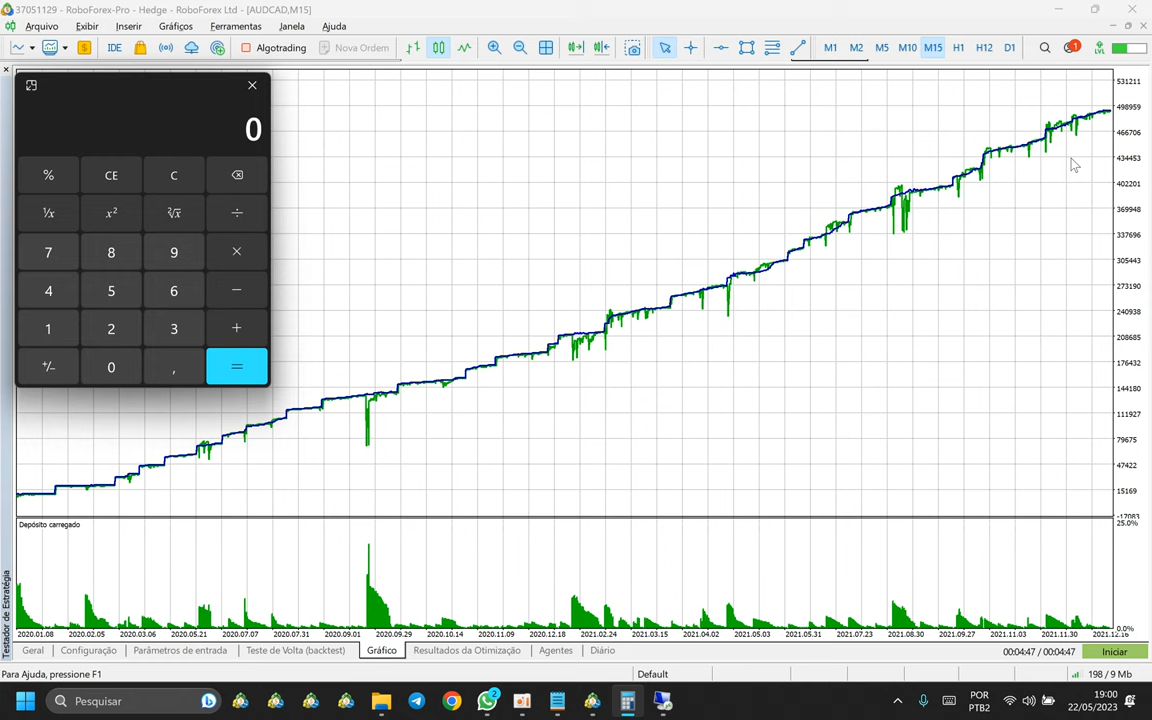 37051129 - RoboForex-Pro - Hedge - RoboForex Ltd - [AUDCAD,M15]
Arquivo Exibir Inserir Gráficos Ferramentas Janela Ajuda
IDE Algotrading Nova Ordem M1 M2 M5 M10 M15 H1 H12 D1 1 LVL
0
% CE C
¹/x x² ²√x ÷
7 8 9 ×
4 5 6 −
1 2 3 +
+/− 0 , =
531211
498959
466706
434453
402201
369948
337696
305443
273190
240938
208685
176432
144180
111927
79675
47422
15169
-17083
Depósito carregado
25.0%
0.0%
2020.01.08 2020.02.05 2020.03.06 2020.05.21 2020.07.07 2020.07.31 2020.09.01 2020.09.29 2020.10.14 2020.11.09 2020.12.18 2021.02.24 2021.03.15 2021.04.02 2021.05.03 2021.05.31 2021.07.23 2021.08.30 2021.09.27 2021.11.03 2021.11.30 2021.12.16
Testador de Estratégia
Geral Configuração Parâmetros de entrada Teste de Volta (backtest) Gráfico Resultados da Otimização Agentes Diário 00:04:47 / 00:04:47 Iniciar
Para Ajuda, pressione F1 Default 198 / 9 Mb
Pesquisar 2 POR PTB2 19:00 22/05/2023